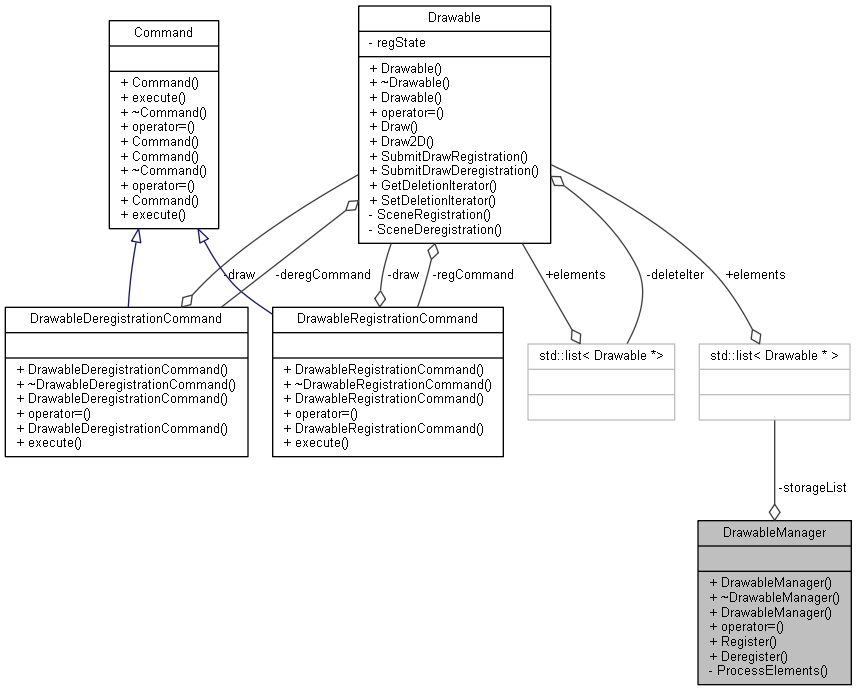 Command
+ Command()
+ execute()
+ ~Command()
+ operator=()
+ Command()
+ Command()
+ ~Command()
+ operator=()
+ Command()
+ execute()
Drawable
- regState
+ Drawable()
+ ~Drawable()
+ Drawable()
+ operator=()
+ Draw()
+ Draw2D()
+ SubmitDrawRegistration()
+ SubmitDrawDeregistration()
+ GetDeletionIterator()
+ SetDeletionIterator()
- SceneRegistration()
- SceneDeregistration()
-draw
-deregCommand
-draw
-regCommand
+elements
-deleteIter
+elements
DrawableDeregistrationCommand
+ DrawableDeregistrationCommand()
+ ~DrawableDeregistrationCommand()
+ DrawableDeregistrationCommand()
+ operator=()
+ DrawableDeregistrationCommand()
+ execute()
DrawableRegistrationCommand
+ DrawableRegistrationCommand()
+ ~DrawableRegistrationCommand()
+ DrawableRegistrationCommand()
+ operator=()
+ DrawableRegistrationCommand()
+ execute()
std::list< Drawable *>
std::list< Drawable * >
-storageList
DrawableManager
+ DrawableManager()
+ ~DrawableManager()
+ DrawableManager()
+ operator=()
+ Register()
+ Deregister()
- ProcessElements()